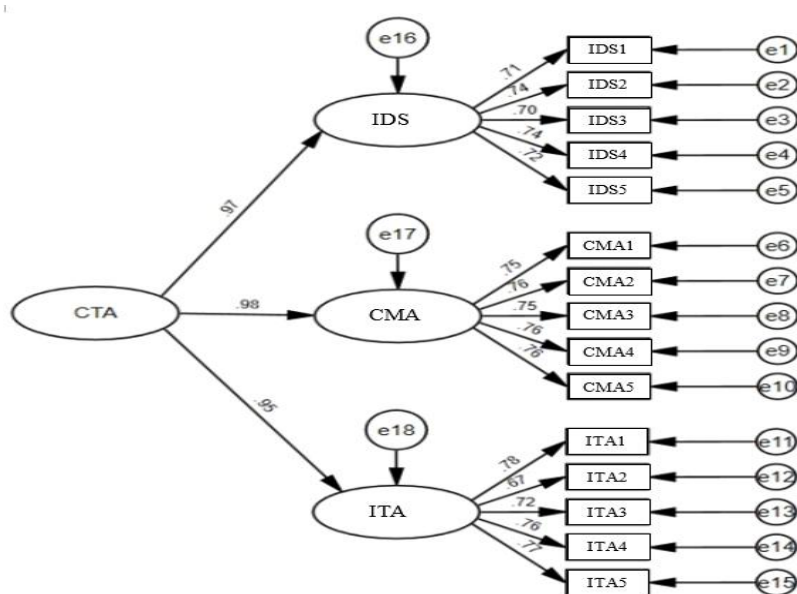 e16
IDS
.71
.74
.70
.74
.72
IDS1
IDS2
IDS3
IDS4
IDS5
e1
e2
e3
e4
e5
.97
e17
CTA
.98
CMA
.75
.76
.75
.76
.76
CMA1
CMA2
CMA3
CMA4
CMA5
e6
e7
e8
e9
e10
.95
e18
ITA
.78
.67
.72
.76
.77
ITA1
ITA2
ITA3
ITA4
ITA5
e11
e12
e13
e14
e15